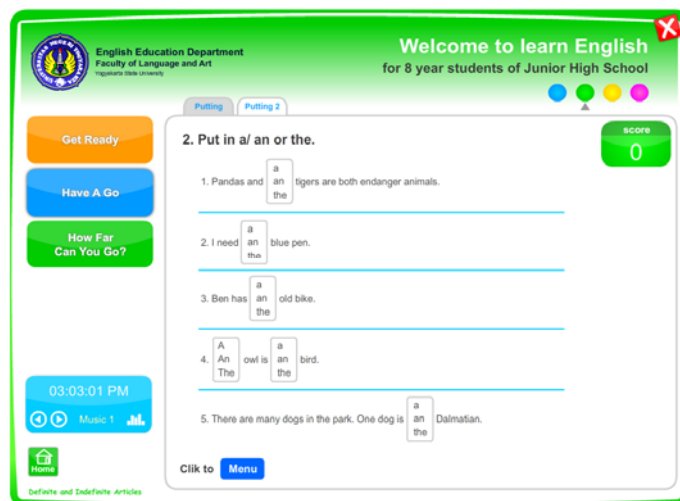 English Education Department
Faculty of Language and Art
Yogyakarta State University
Welcome to learn English
for 8 year students of Junior High School
Putting
Putting 2
Get Ready
Have A Go
How Far
Can You Go?
2. Put in a/ an or the.
score
0
a
an
the
1. Pandas and tigers are both endanger animals.
a
an
the
2. I need blue pen.
a
an
the
3. Ben has old bike.
A
An
The
a
an
the
4. owl is bird.
a
an
the
5. There are many dogs in the park. One dog is Dalmatian.
03:03:01 PM
Music 1
Home
Clik to Menu
Definite and Indefinite Articles